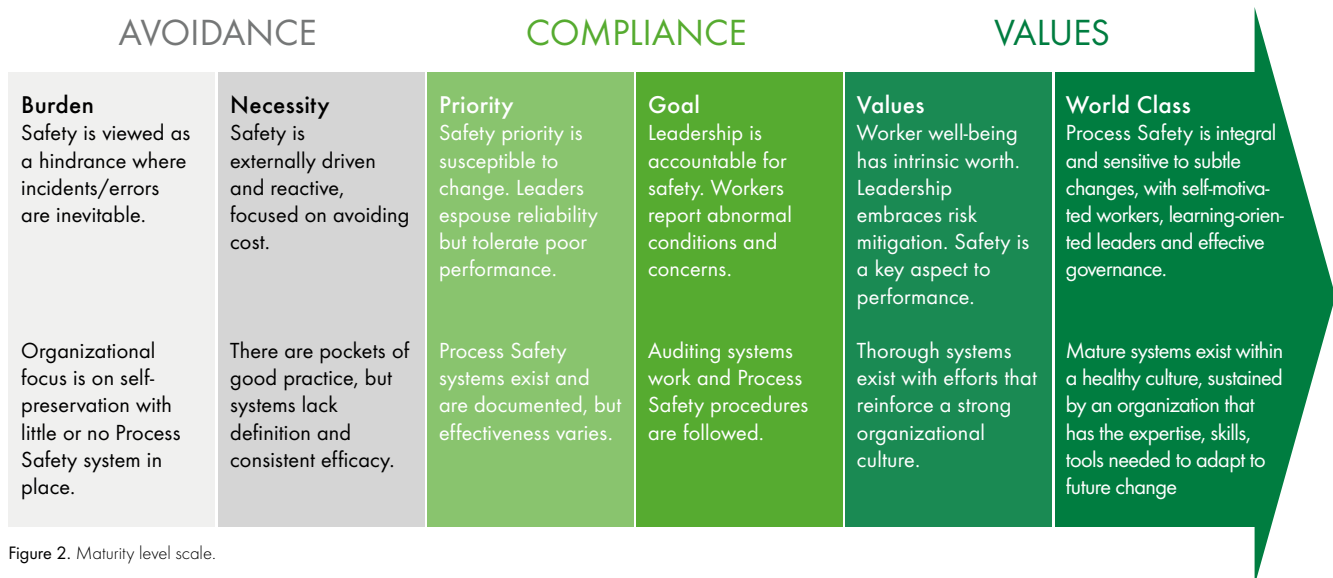 AVOIDANCE
COMPLIANCE
VALUES
Burden
Safety is viewed as
a hindrance where
incidents/errors
are inevitable.
Organizational
focus is on self-
preservation with
little or no Process
Safety system in
place.
Necessity
Safety is
externally driven
and reactive,
focused on avoiding
cost.
There are pockets of
good practice, but
systems lack
definition and
consistent efficacy.
Priority
Safety priority is
susceptible to
change. Leaders
espouse reliability
but tolerate poor
performance.
Process Safety
systems exist and
are documented, but
effectiveness varies.
Goal
Leadership is
accountable for
safety. Workers
report abnormal
conditions and
concerns.
Auditing systems
work and Process
Safety procedures
are followed.
Values
Worker well-being
has intrinsic worth.
Leadership
embraces risk
mitigation. Safety is
a key aspect to
performance.
Thorough systems
exist with efforts that
reinforce a strong
organizational
culture.
World Class
Process Safety is integral
and sensitive to subtle
changes, with self-motiva-
ted workers, learning-orien-
ted leaders and effective
governance.
Mature systems exist within
a healthy culture, sustained
by an organization that
has the expertise, skills,
tools needed to adapt to
future change
Figure 2. Maturity level scale.